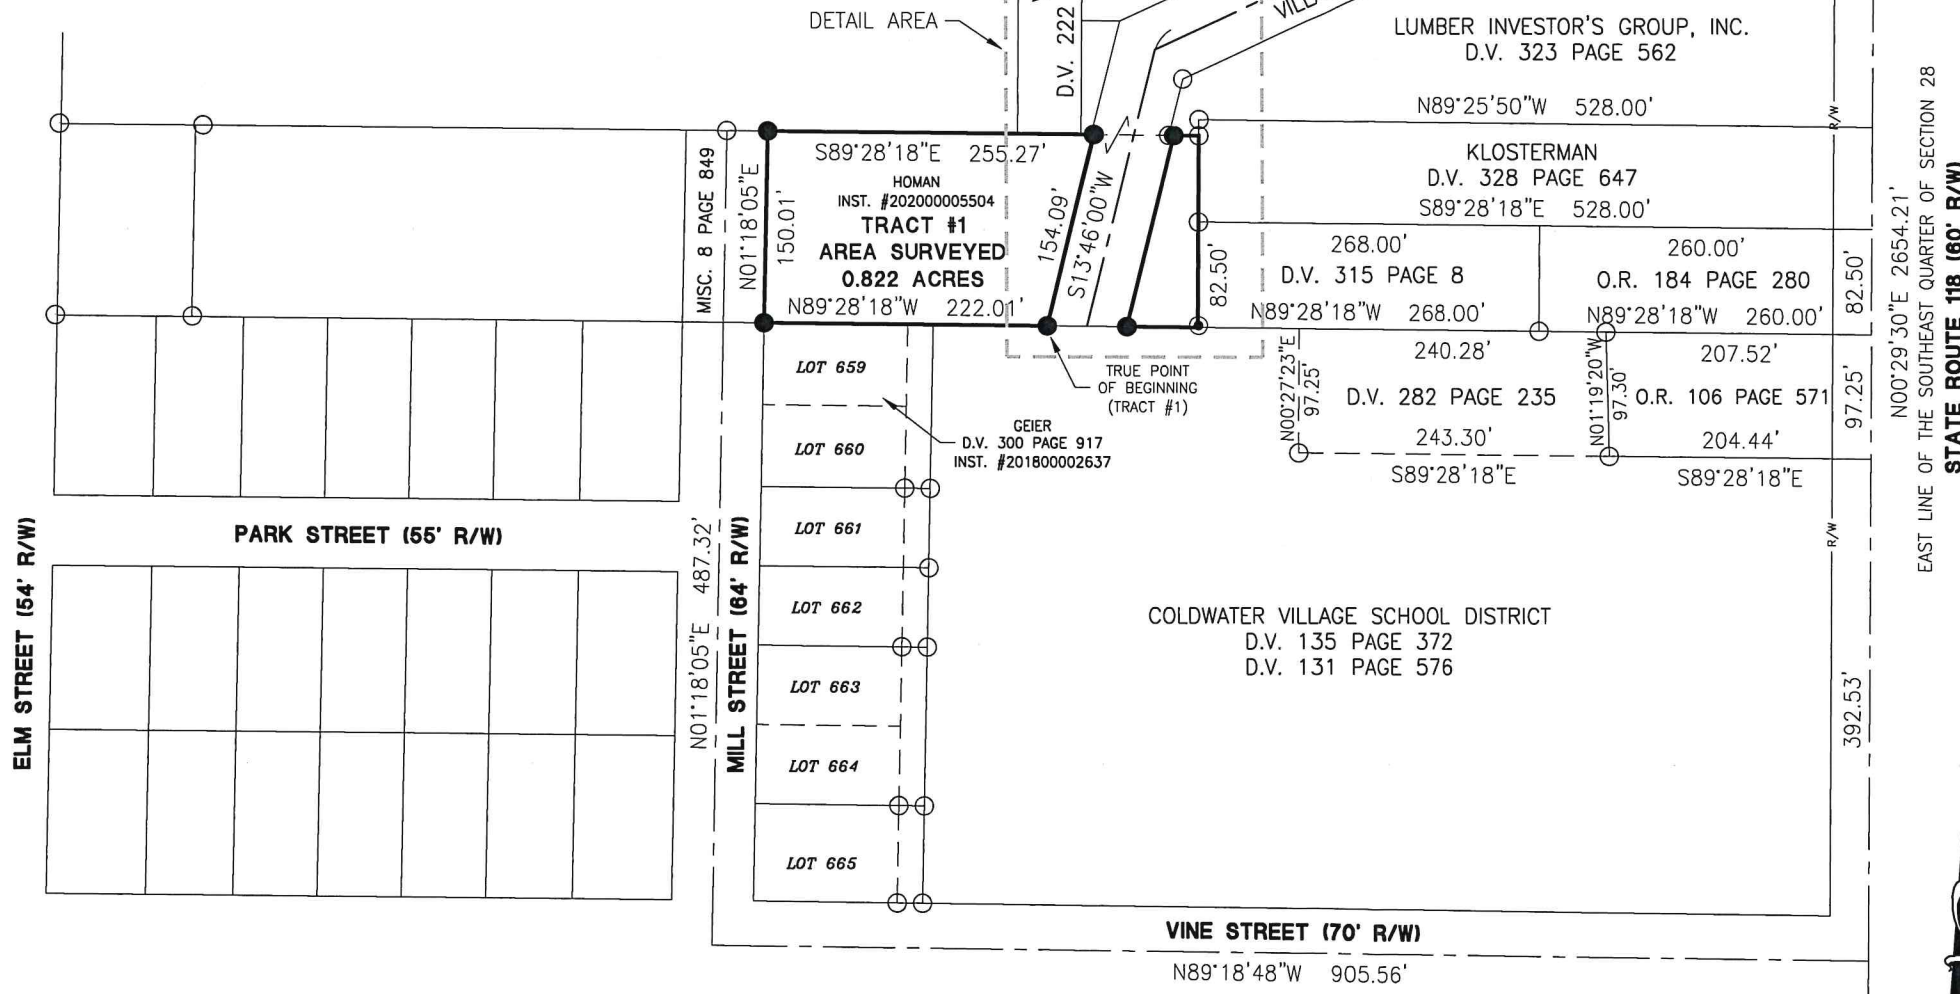 DETAIL AREA
D.V. 222
LUMBER INVESTOR'S GROUP, INC.
D.V. 323 PAGE 562
N89°25'50"W 528.00'
R/W
KLOSTERMAN
D.V. 328 PAGE 647
S89°28'18"E 528.00'
S89°28'18"E 255.27'
HOMAN
INST. #202000005504
TRACT #1
AREA SURVEYED
0.822 ACRES
N89°28'18"W 222.01'
MISC. 8 PAGE 849
N01°18'05"E
150.01'
154.09'
S13°46'00"W
82.50'
268.00'
D.V. 315 PAGE 8
N89°28'18"W 268.00'
260.00'
O.R. 184 PAGE 280
N89°28'18"W 260.00'
82.50'
N00°29'30"E 2654.21'
EAST LINE OF THE SOUTHEAST QUARTER OF SECTION 28
STATE ROUTE 118 (60' R/W)
TRUE POINT
OF BEGINNING
(TRACT #1)
N00°27'23"E
97.25'
240.28'
D.V. 282 PAGE 235
243.30'
S89°28'18"E
N01°19'20"W
97.30'
207.52'
O.R. 106 PAGE 571
204.44'
S89°28'18"E
97.25'
GEIER
D.V. 300 PAGE 917
INST. #201800002637
LOT 659
LOT 660
LOT 661
LOT 662
LOT 663
LOT 664
LOT 665
PARK STREET (55' R/W)
ELM STREET (54' R/W)
N01°18'05"E 487.32'
MILL STREET (64' R/W)
R/W
COLDWATER VILLAGE SCHOOL DISTRICT
D.V. 135 PAGE 372
D.V. 131 PAGE 576
392.53'
VINE STREET (70' R/W)
N89°18'48"W 905.56'